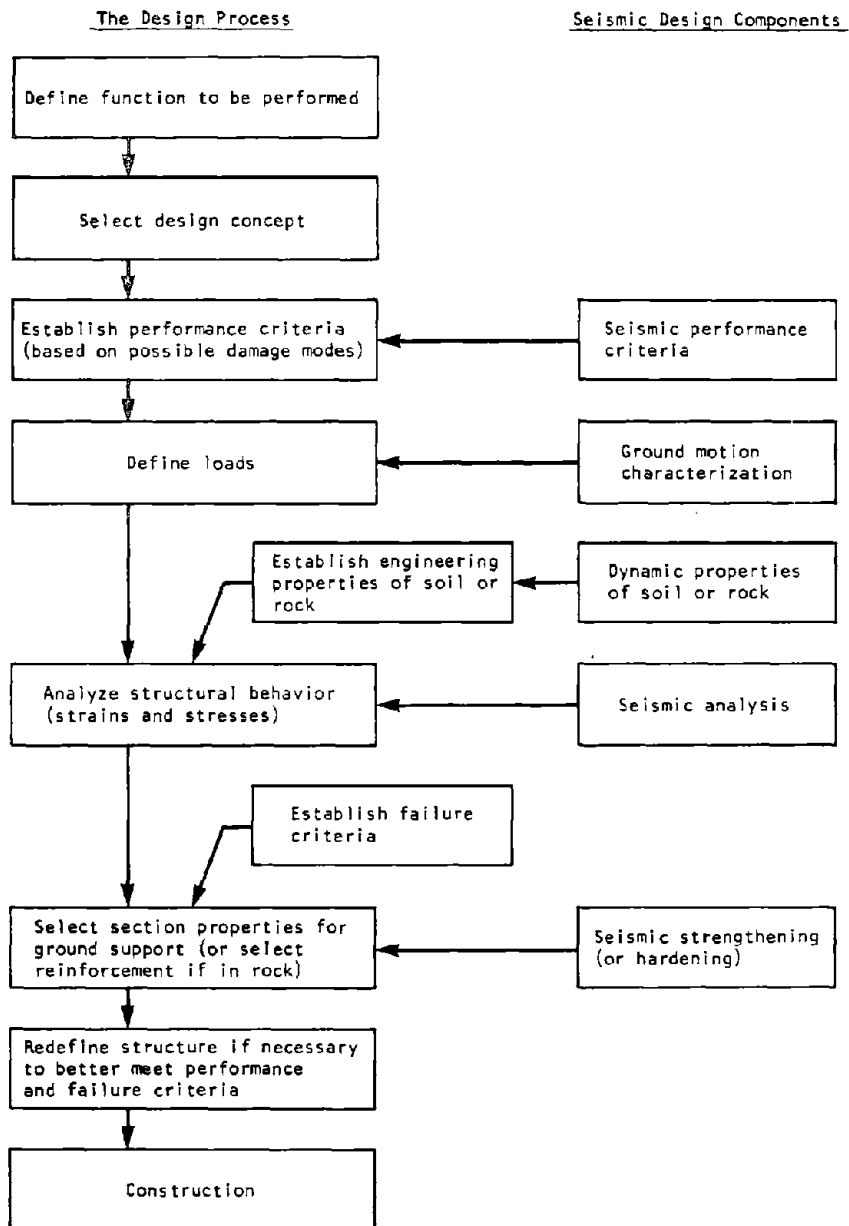 The Design Process
Seismic Design Components
Define function to be performed
Select design concept
Establish performance criteria
(based on possible damage modes)
Seismic performance
criteria
Define loads
Ground motion
characterization
Establish engineering
properties of soil or
rock
Dynamic properties
of soil or rock
Analyze structural behavior
(strains and stresses)
Seismic analysis
Establish failure
criteria
Select section properties for
ground support (or select
reinforcement if in rock)
Seismic strengthening
(or hardening)
Redefine structure if necessary
to better meet performance
and failure criteria
Construction